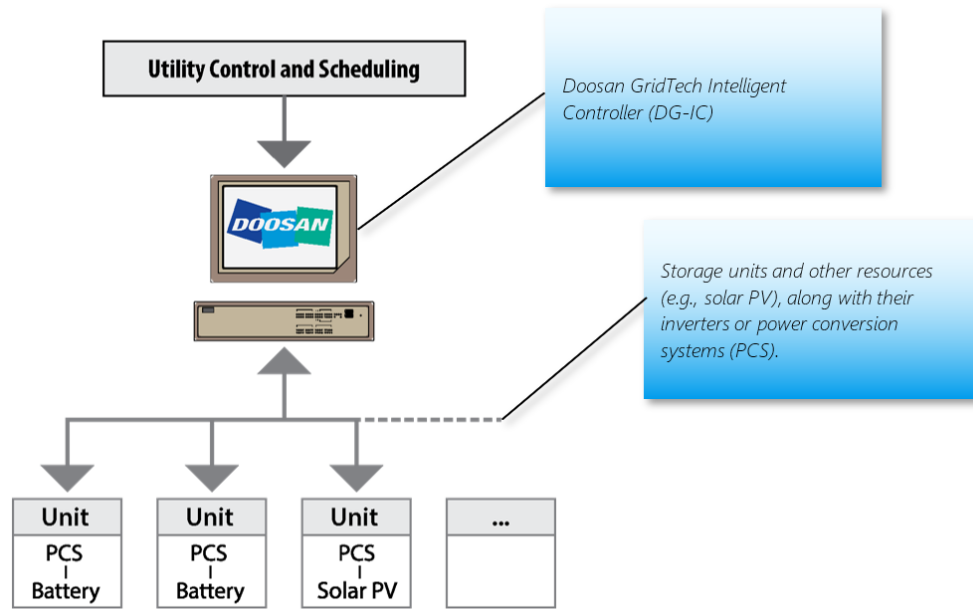 Utility Control and Scheduling
Doosan GridTech Intelligent
Controller (DG-IC)
DOOSAN
Storage units and other resources
(e.g., solar PV), along with their
inverters or power conversion
systems (PCS).
Unit
PCS
Battery
Unit
PCS
Battery
Unit
PCS
Solar PV
...